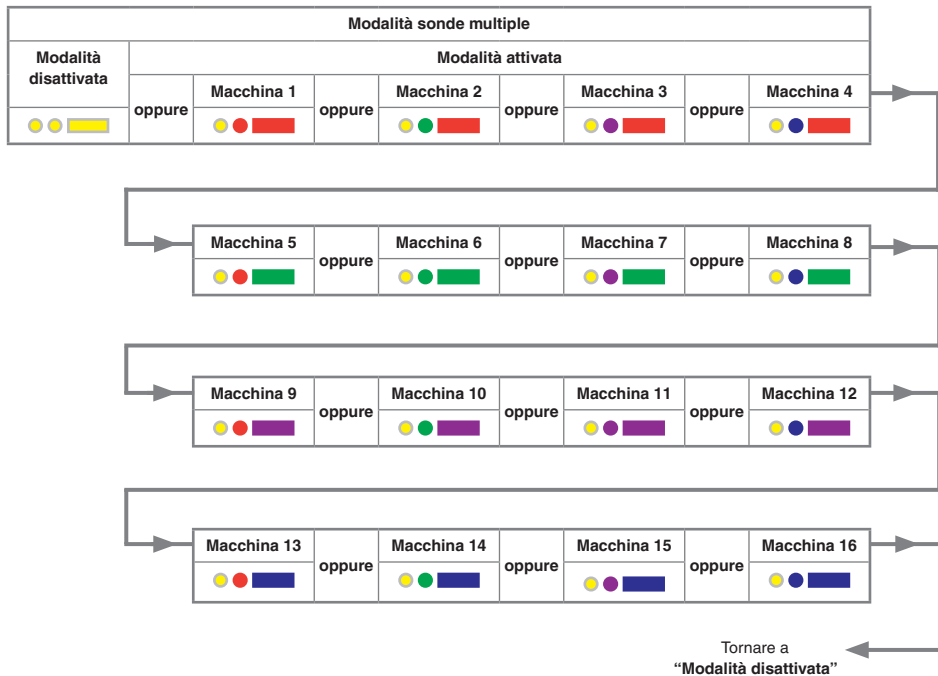 Modalità sonde multiple
Modalità
disattivata
Modalità attivata
oppure
Macchina 1
oppure
Macchina 2
oppure
Macchina 3
oppure
Macchina 4
Macchina 5
oppure
Macchina 6
oppure
Macchina 7
oppure
Macchina 8
Macchina 9
oppure
Macchina 10
oppure
Macchina 11
oppure
Macchina 12
Macchina 13
oppure
Macchina 14
oppure
Macchina 15
oppure
Macchina 16
Tornare a
“Modalità disattivata”